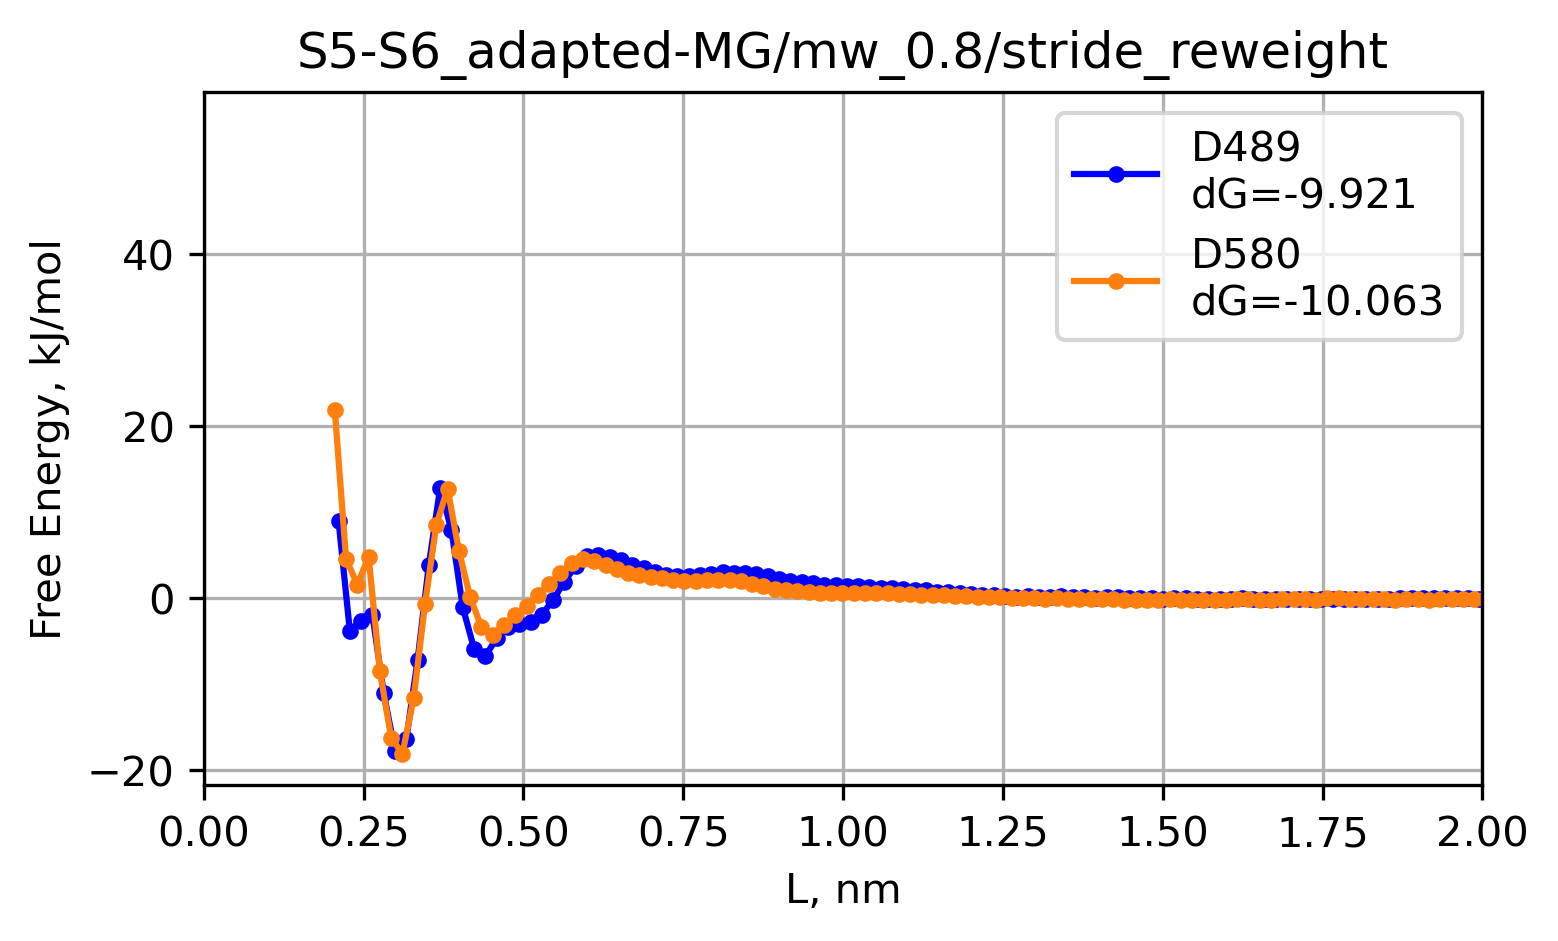 S5-S6_adapted-MG/mw_0.8/stride_reweight
D489
dG=-9.921
D580
dG=-10.063
Free Energy, kJ/mol
40
20
0
−20
0.00 0.25 0.50 0.75 1.00 1.25 1.50 1.75 2.00
L, nm